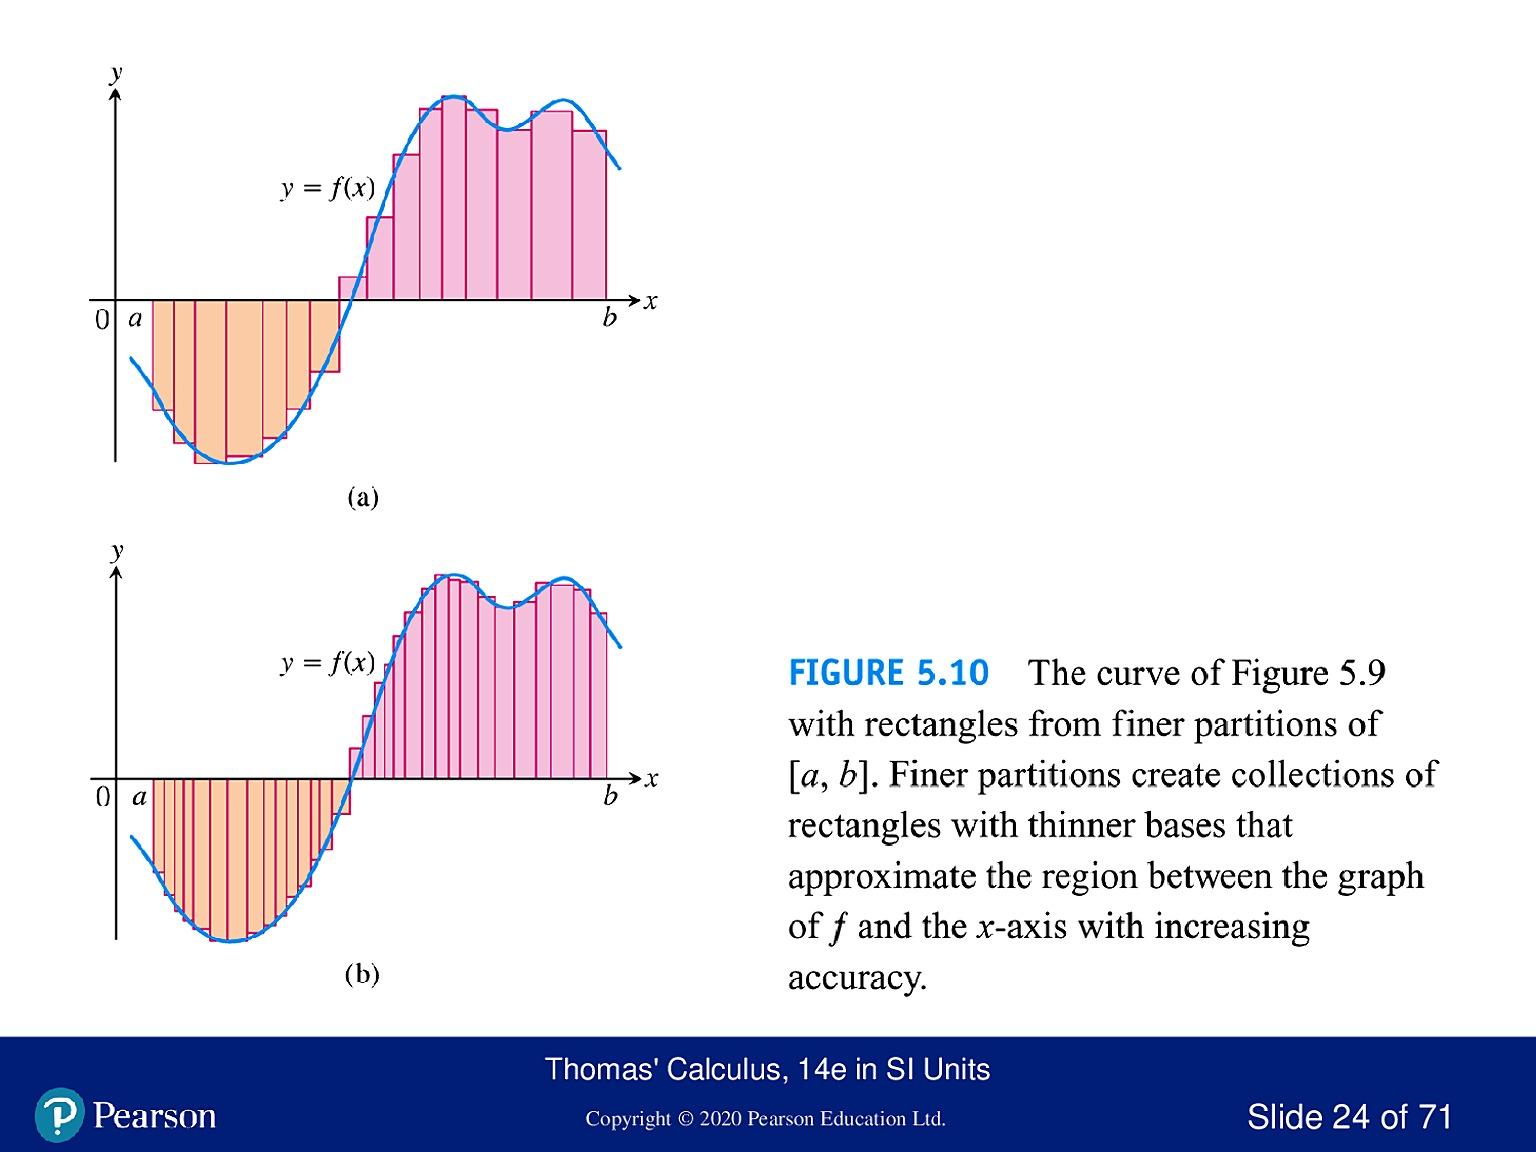 y
y = f(x)
0 a b x
(a)
y
y = f(x)
0 a b x
(b)
FIGURE 5.10 The curve of Figure 5.9
with rectangles from finer partitions of
[a, b]. Finer partitions create collections of
rectangles with thinner bases that
approximate the region between the graph
of f and the x-axis with increasing
accuracy.
Thomas' Calculus, 14e in SI Units
Pearson
Copyright © 2020 Pearson Education Ltd.
Slide 24 of 71